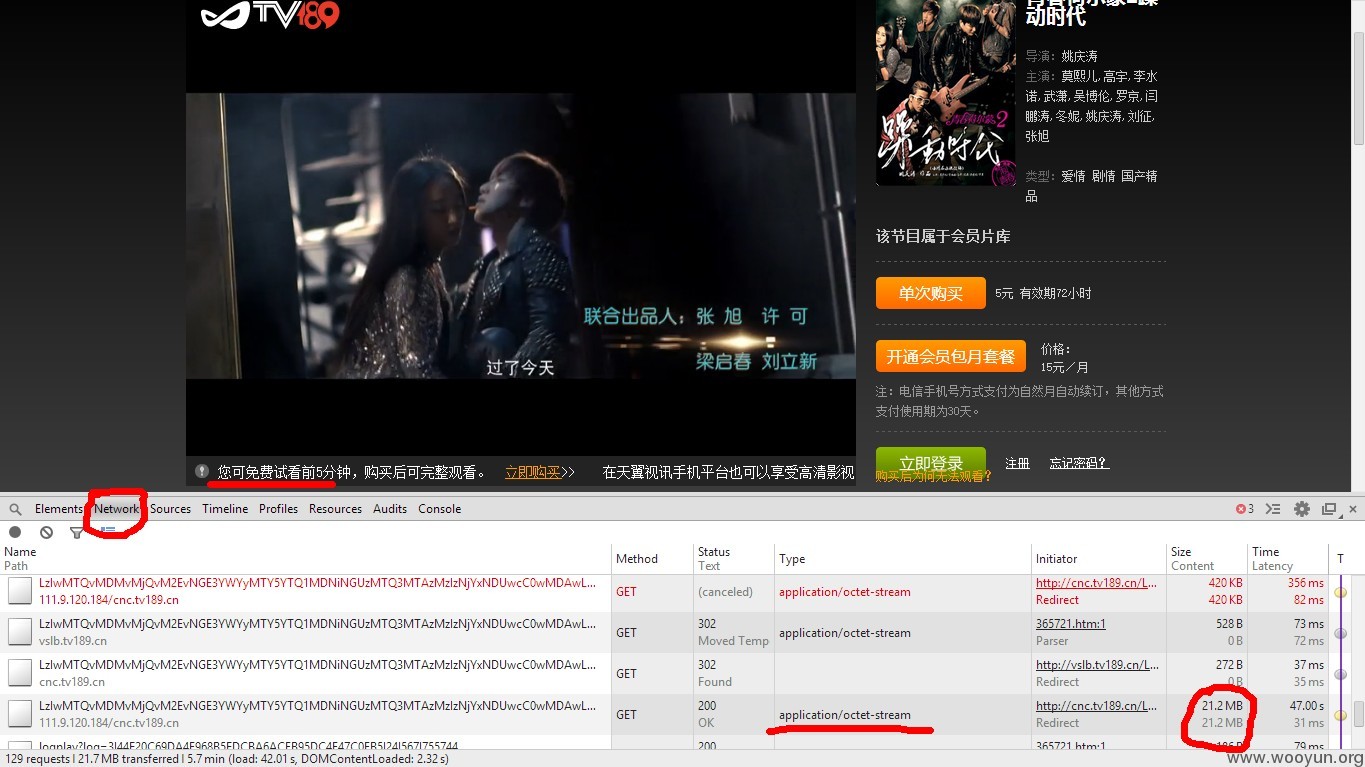 TV189
动时代
导演：姚庆涛
主演：莫熙儿,高宇,李水
诺,武潇,吴博伦,罗京,闫
鹏涛,冬妮,姚庆涛,刘征,
张旭
类型：爱情 剧情 国产精
品
躁动时代
该节目属于会员片库
单次购买 5元 有效期72小时
开通会员包月套餐 价格：
15元／月
注：电信手机号方式支付为自然月自动续订，其他方式
支付使用期为30天。
立即登录 注册 忘记密码？
购买后为何无法观看？
联合出品人：张 旭 许 可
梁启春 刘立新
过了今天
您可免费试看前5分钟，购买后可完整观看。 立即购买>> 在天翼视讯手机平台也可以享受高清影视
Elements Network Sources Timeline Profiles Resources Audits Console 3
Name Method Status Type Initiator Size Time T
Path Text Content Latency
GET (canceled) application/octet-stream http://cnc.tv189.cn/L... 420 KB 356 ms
111.9.120.184/cnc.tv189.cn Redirect 420 KB 82 ms
GET 302 application/octet-stream 365721.htm:1 528 B 73 ms
vslb.tv189.cn Moved Temp Parser 0 B 72 ms
GET 302 http://vslb.tv189.cn/L... 272 B 37 ms
cnc.tv189.cn Found Redirect 0 B 35 ms
GET 200 application/octet-stream http://cnc.tv189.cn/L... 21.2 MB 47.00 s
111.9.120.184/cnc.tv189.cn OK Redirect 21.2 MB 31 ms
200 365721.htm:1 79 ms
129 requests | 21.7 MB transferred | 5.7 min (load: 42.01 s, DOMContentLoaded: 2.32 s)
www.wooyun.org